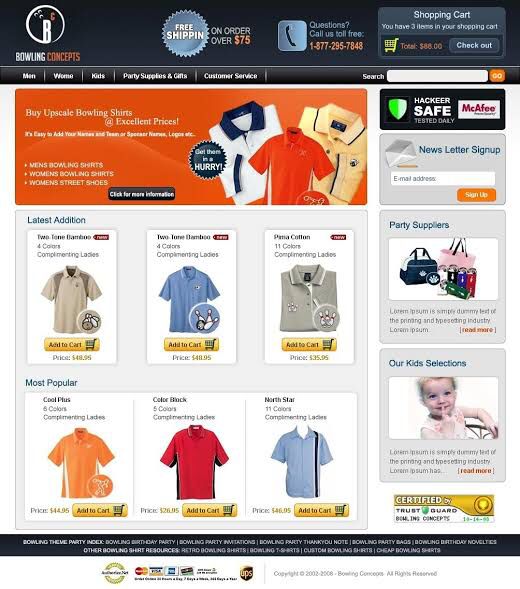 BG
BOWLING CONCEPTS
FREE
SHIPPIN
ON ORDER
OVER $75
Questions?
Call us toll free:
1-877-295-7848
Shopping Cart
You have 3 items in your shopping cart
Total: $86.00
Check out
Men
Wome
Kids
Party Supplies & Gifts
Customer Service
Search
GO
Buy Upscale Bowling Shirts
@ Excellent Prices!
It's Easy to Add Your Names and Team or Sponsor Names, Logos etc..
MENS BOWLING SHIRTS
WOMENS BOWLING SHIRTS
WOMEN'S STREET SHOES
Get them
in a
HURRY!
Click for more information
HACKEER
SAFE
TESTED DAILY
McAfee
News Letter Signup
E-mail address:
Sign Up
Latest Addition
Two-Tone Bamboo new
4 Colors
Complimenting Ladies
Add to Cart
Price: $48.95
Two-Tone Bamboo new
4 Colors
Complimenting Ladies
Add to Cart
Price: $48.95
Pima Cotton new
11 Colors
Complimenting Ladies
Add to Cart
Price: $35.95
Party Suppliers
Lorem Ipsum is simply dummy text of
the printing and typesetting industry.
Lorem Ipsum.. [ read more ]
Most Popular
Cool Plus
6 Colors
Complimenting Ladies
Price: $44.95
Add to Cart
Color Block
5 Colors
Complimenting Ladies
Price: $26.95
Add to Cart
North Star
11 Colors
Complimenting Ladies
Price: $46.95
Add to Cart
Our Kids Selections
Lorem Ipsum is simply dummy text of
the printing and typesetting industry.
Lorem Ipsum has... [ read more ]
CERTIFIED by
TRUST GUARD
BOWLING CONCEPTS 10-16-08
BOWLING THEME PARTY INDEX: BOWLING BIRTHDAY PARTY | BOWLING PARTY INVITATIONS | BOWLING PARTY THANKYOU NOTE | BOWLING PARTY BAGS | BOWLING BIRTHDAY NOVELTIES
OTHER BOWLING SHIRT RESOURCES: RETRO BOWLING SHIRTS | BOWLING T-SHIRTS | CUSTOM BOWLING SHIRTS | CHEAP BOWLING SHIRTS
Authorize.Net
VISA
Order Online 24 Hours a Day, 7 Days a Week, 365 Days a Year
ups
Copyright © 2002-2008 - Bowling Concepts All Rights Reserved